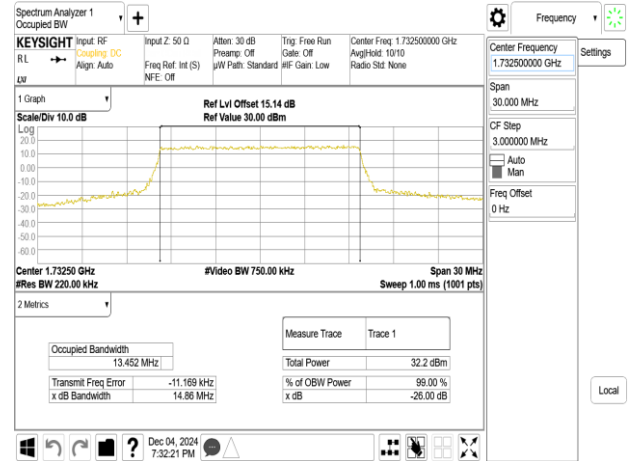 Spectrum Analyzer 1
Occupied BW
Frequency
KEYSIGHT
Input: RF
Input Z: 50 Ω
Atten: 30 dB
Trig: Free Run
Center Freq: 1.732500000 GHz
RL
Coupling: DC
Preamp: Off
Gate: Off
Avg|Hold: 10/10
Align: Auto
Freq Ref: Int (S)
µW Path: Standard
#IF Gain: Low
Radio Std: None
NFE: Off
LXI
Center Frequency
1.732500000 GHz
Settings
Span
30.000 MHz
CF Step
3.000000 MHz
Auto
Man
Freq Offset
0 Hz
Local
1 Graph
Ref Lvl Offset 15.14 dB
Scale/Div 10.0 dB
Ref Value 30.00 dBm
Log
20.0
10.0
0.00
-10.0
-20.0
-30.0
-40.0
-50.0
-60.0
Center 1.73250 GHz
#Video BW 750.00 kHz
Span 30 MHz
#Res BW 220.00 kHz
Sweep 1.00 ms (1001 pts)
2 Metrics
Measure Trace
Trace 1
Occupied Bandwidth
13.452 MHz
Total Power
32.2 dBm
Transmit Freq Error
-11.169 kHz
% of OBW Power
99.00 %
x dB Bandwidth
14.86 MHz
x dB
-26.00 dB
?
Dec 04, 2024
7:32:21 PM